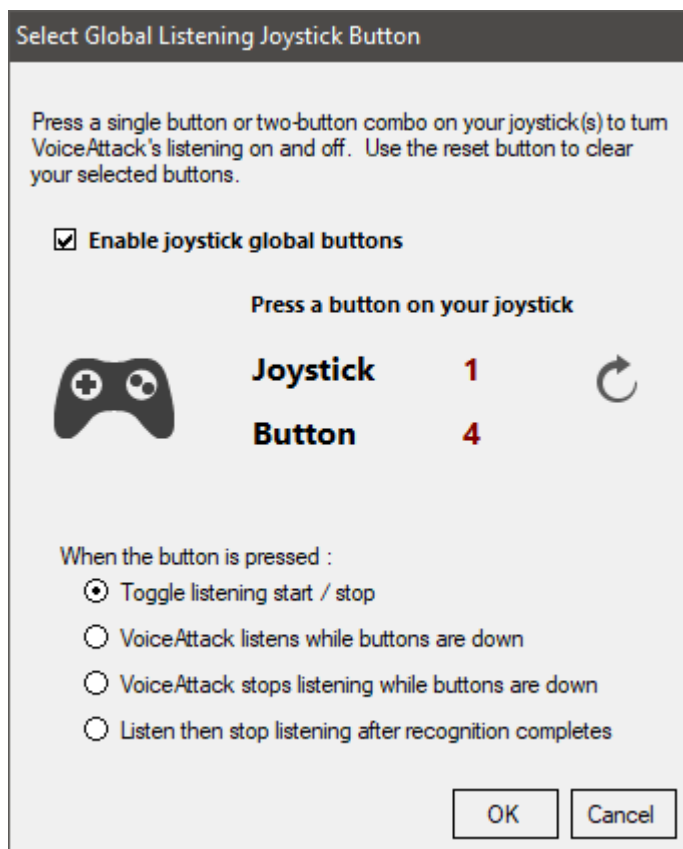 Select Global Listening Joystick Button
Press a single button or two-button combo on your joystick(s) to turn
VoiceAttack's listening on and off.  Use the reset button to clear
your selected buttons.
Enable joystick global buttons
Press a button on your joystick
Joystick 1
Button 4
When the button is pressed :
Toggle listening start / stop
VoiceAttack listens while buttons are down
VoiceAttack stops listening while buttons are down
Listen then stop listening after recognition completes
OK Cancel